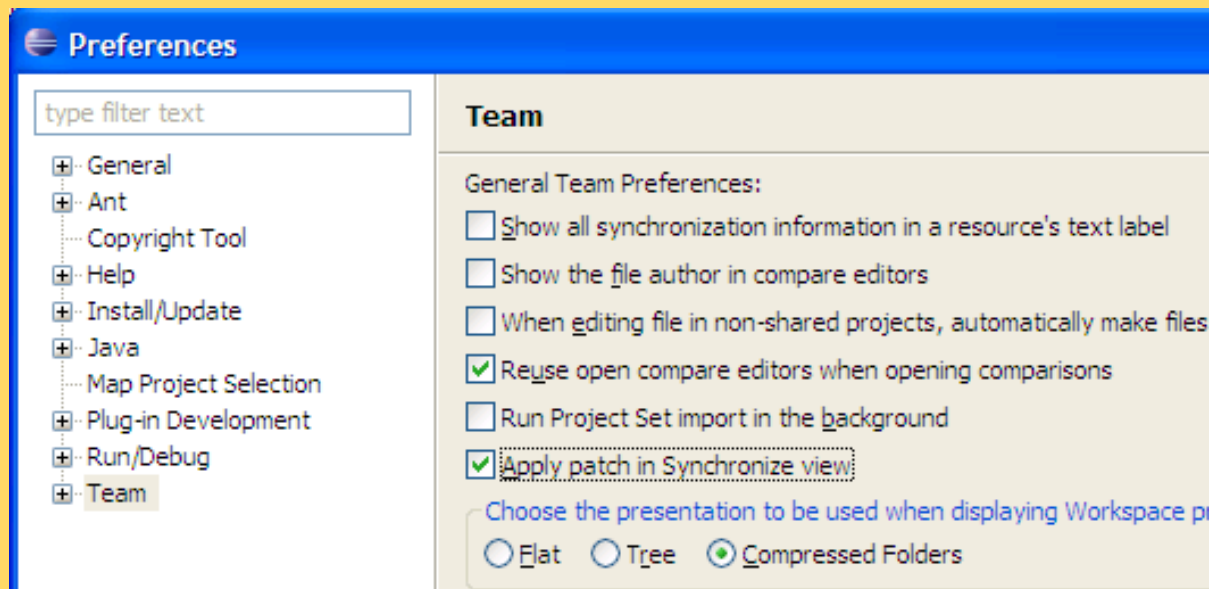 Preferences
type filter text
General
Ant
Copyright Tool
Help
Install/Update
Java
Map Project Selection
Plug-in Development
Run/Debug
Team
Team
General Team Preferences:
Show all synchronization information in a resource's text label
Show the file author in compare editors
When editing file in non-shared projects, automatically make files
Reuse open compare editors when opening comparisons
Run Project Set import in the background
Apply patch in Synchronize view
Choose the presentation to be used when displaying Workspace pr
Flat Tree Compressed Folders